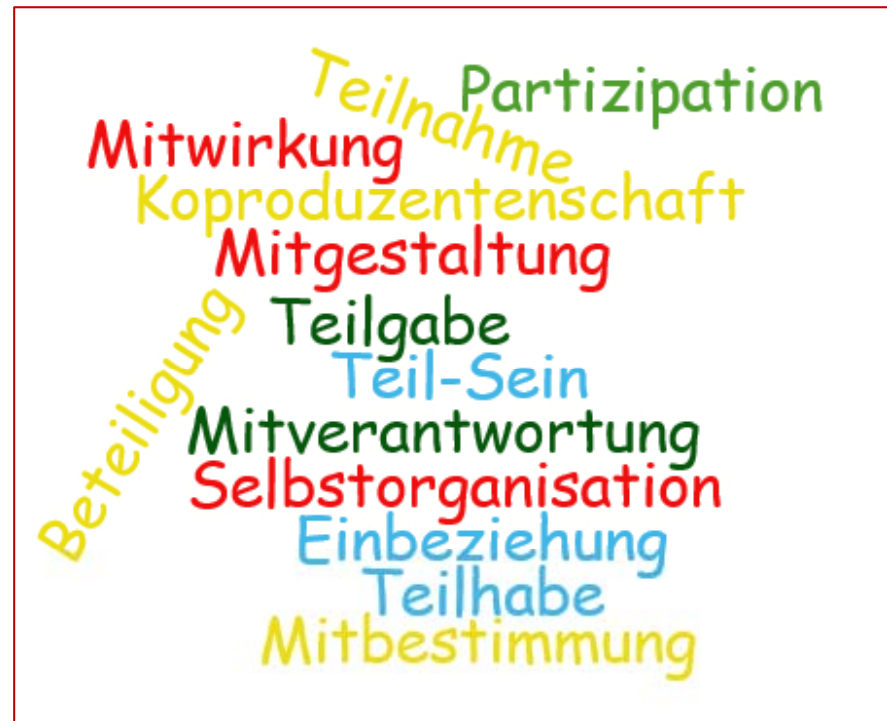 Teilnahme
Partizipation
Mitwirkung
Koproduzentenschaft
Mitgestaltung
Beteiligung
Teilgabe
Teil-Sein
Mitverantwortung
Selbstorganisation
Einbeziehung
Teilhabe
Mitbestimmung